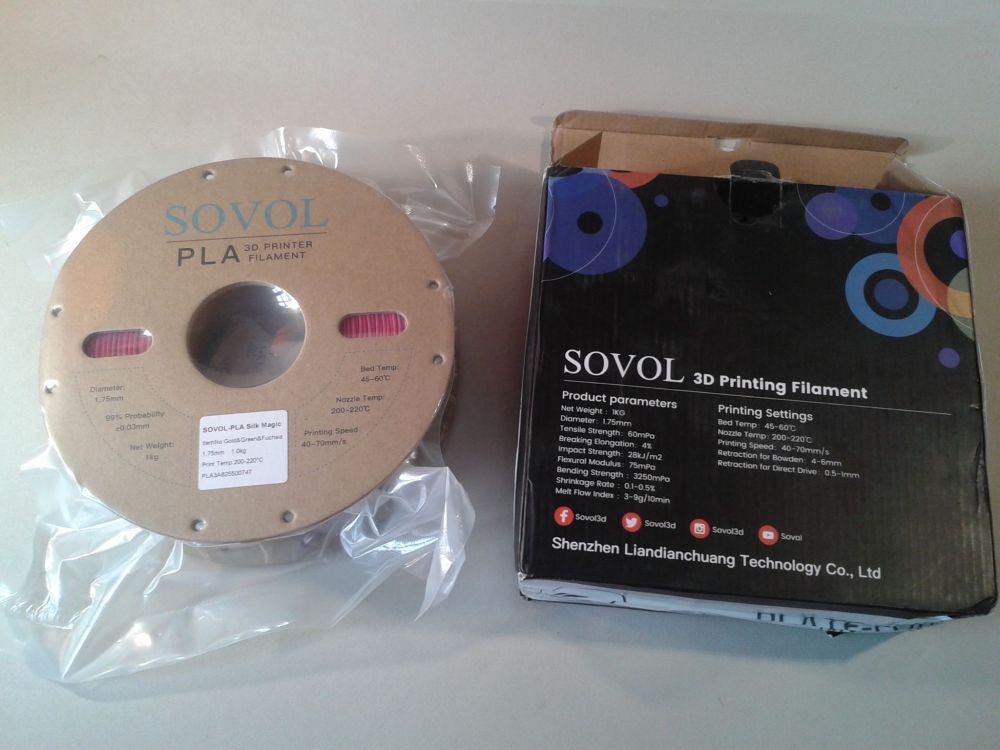 SOVOL
PLA 3D PRINTER
FILAMENT
Diameter:
1.75mm
99% Probability
±0.03mm
Net Weight:
1kg
Bed Temp:
45-60℃
Nozzle Temp:
200-220℃
Printing Speed:
40-70mm/s
SOVOL-PLA Silk Magic
ItemNo Gold&Green&Fuchsia
1.75mm 1.0kg
Print Temp:200-220°C
SOVOL 3D Printing Filament
Product parameters
Net Weight : 1KG
Diameter : 1.75mm
Tensile Strength : 60mPa
Breaking Elongation : 4%
Impact Strength : 28kJ/m2
Flexural Modulus : 75mPa
Bending Strength : 3250mPa
Shrinkage Rate : 0.1-0.5%
Melt Flow Index : 3-9g/10min
Printing Settings
Bed Temp : 45-60℃
Nozzle Temp : 200-220℃
Printing Speed : 40-70mm/s
Retraction for Bowden : 4-6mm
Retraction for Direct Drive : 0.5-1mm
Sovol3d
Sovol3d
Sovol3d
Sovol
Shenzhen Liandianchuang Technology Co., Ltd